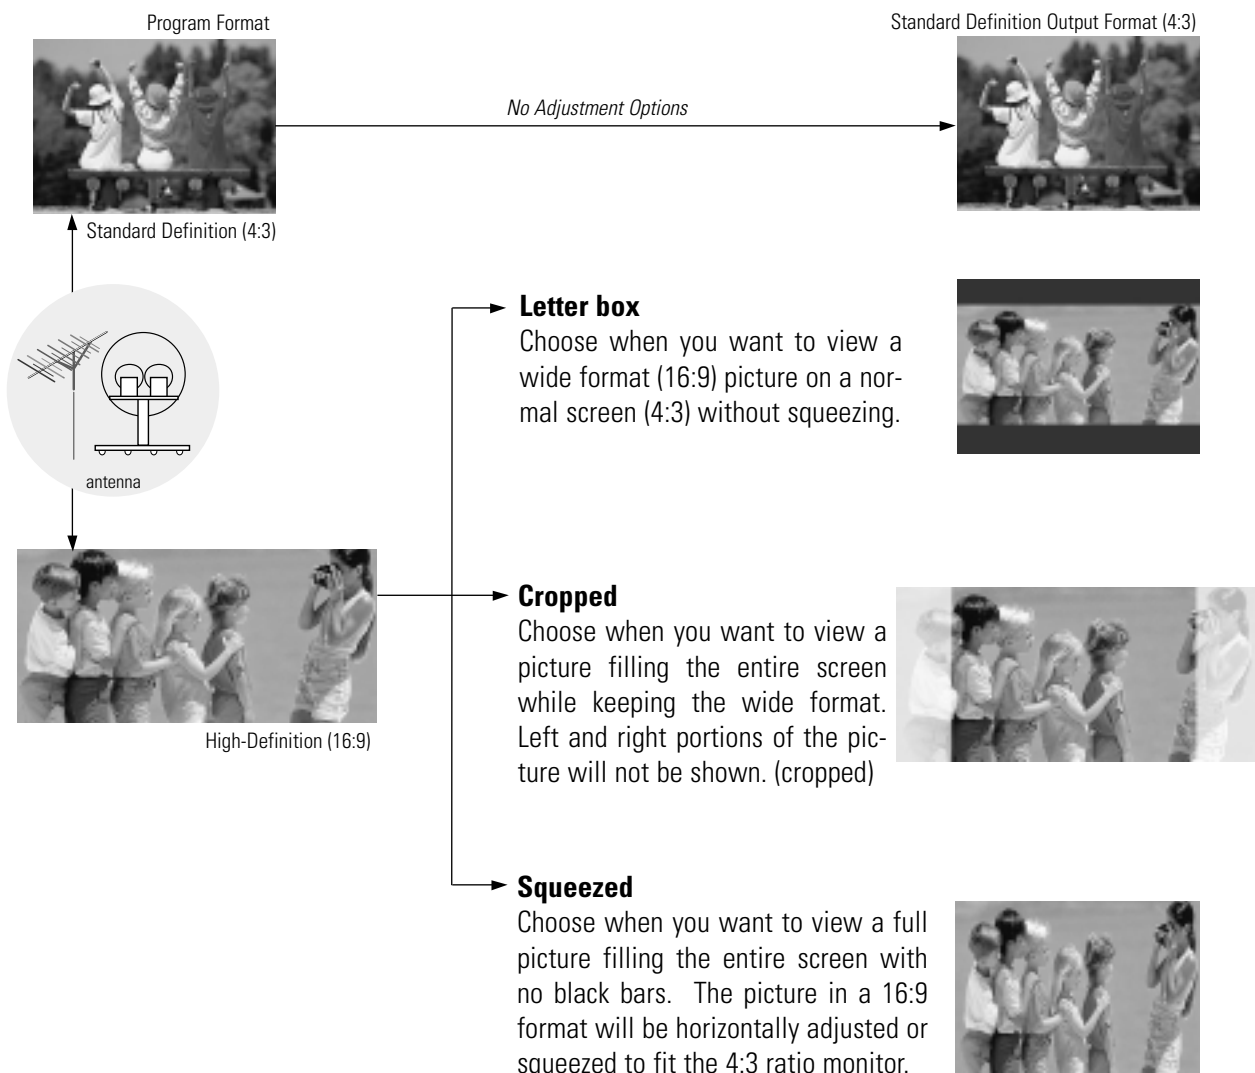 Program Format
Standard Definition Output Format (4:3)
No Adjustment Options
Standard Definition (4:3)
Letter box
Choose when you want to view a
wide format (16:9) picture on a nor-
mal screen (4:3) without squeezing.
antenna
High-Definition (16:9)
Cropped
Choose when you want to view a
picture filling the entire screen
while keeping the wide format.
Left and right portions of the pic-
ture will not be shown. (cropped)
Squeezed
Choose when you want to view a full
picture filling the entire screen with
no black bars. The picture in a 16:9
format will be horizontally adjusted or
squeezed to fit the 4:3 ratio monitor.